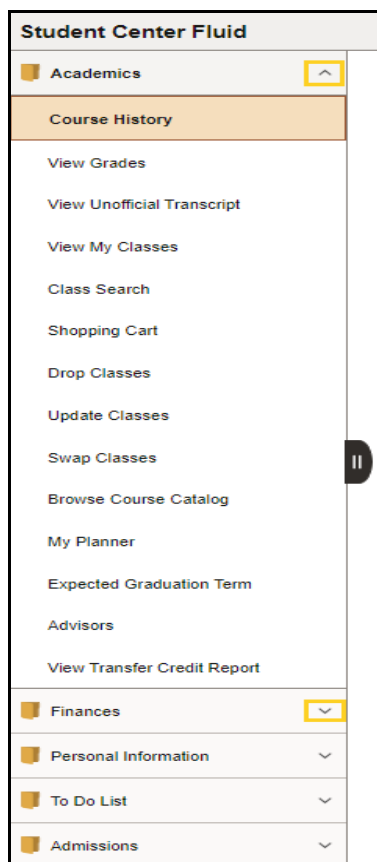 Student Center Fluid
Academics
Course History
View Grades
View Unofficial Transcript
View My Classes
Class Search
Shopping Cart
Drop Classes
Update Classes
Swap Classes
Browse Course Catalog
My Planner
Expected Graduation Term
Advisors
View Transfer Credit Report
Finances
Personal Information
To Do List
Admissions